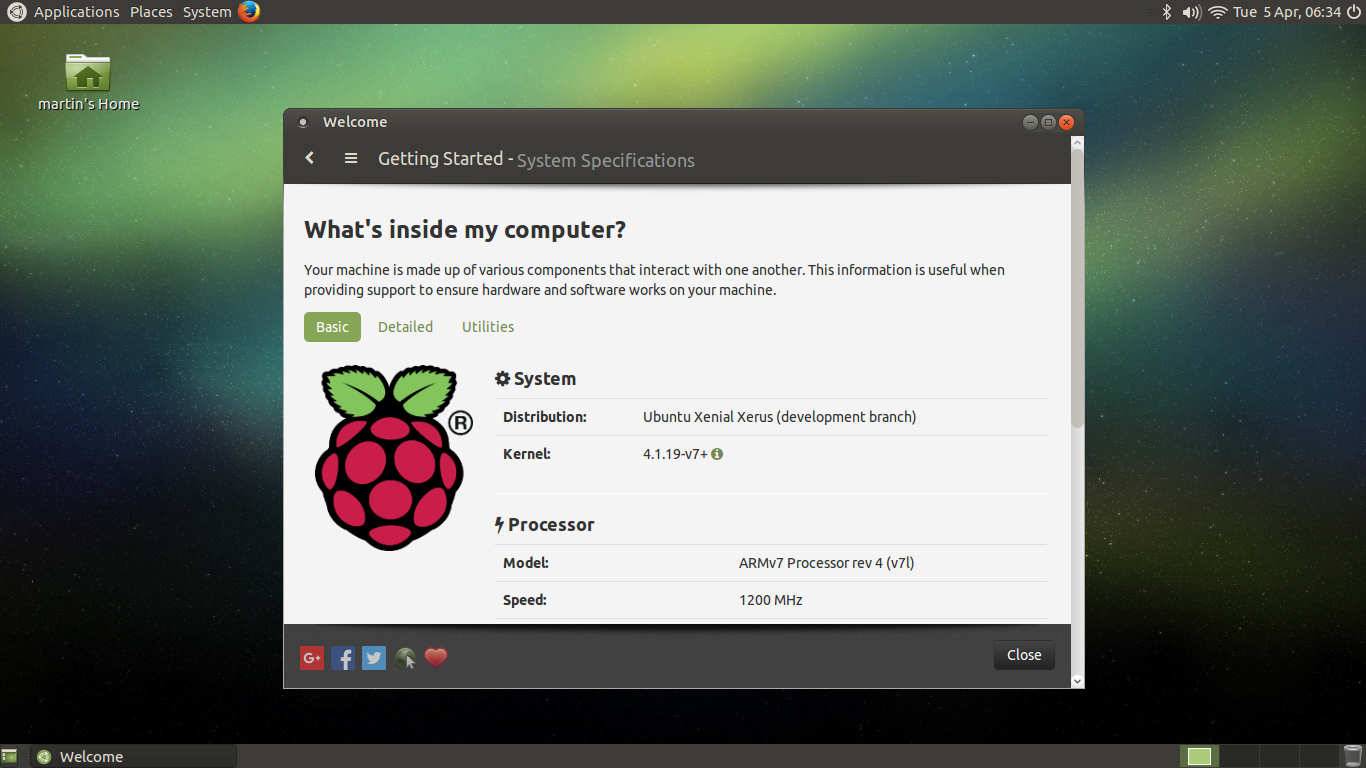 Applications Places System Tue 5 Apr, 06:34
martin's Home
Welcome
Getting Started - System Specifications
What's inside my computer?
Your machine is made up of various components that interact with one another. This information is useful when
providing support to ensure hardware and software works on your machine.
Basic Detailed Utilities
®
System
Distribution: Ubuntu Xenial Xerus (development branch)
Kernel: 4.1.19-v7+
Processor
Model: ARMv7 Processor rev 4 (v7l)
Speed: 1200 MHz
G+ f Close
Welcome